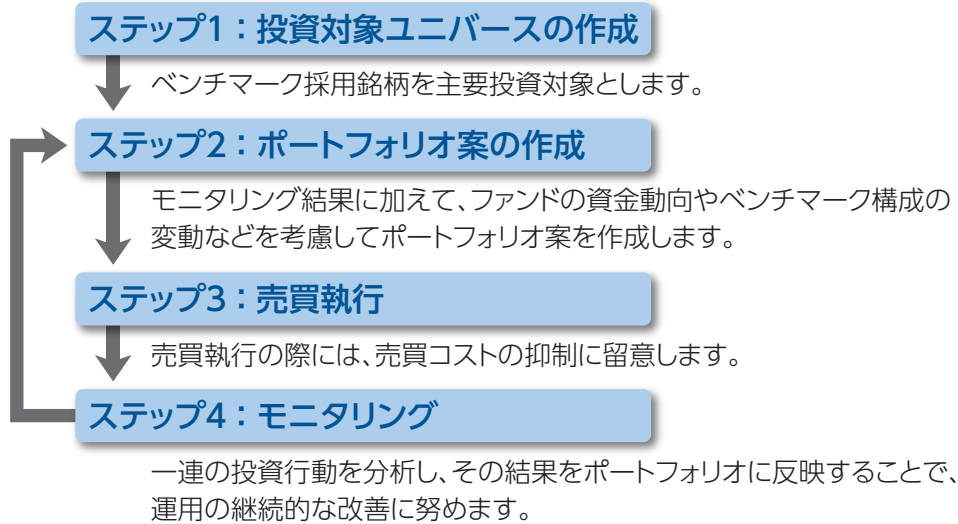 ステップ1：投資対象ユニバースの作成
ベンチマーク採用銘柄を主要投資対象とします。
ステップ2：ポートフォリオ案の作成
モニタリング結果に加えて、ファンドの資金動向やベンチマーク構成の
変動などを考慮してポートフォリオ案を作成します。
ステップ3：売買執行
売買執行の際には、売買コストの抑制に留意します。
ステップ4：モニタリング
一連の投資行動を分析し、その結果をポートフォリオに反映することで、
運用の継続的な改善に努めます。